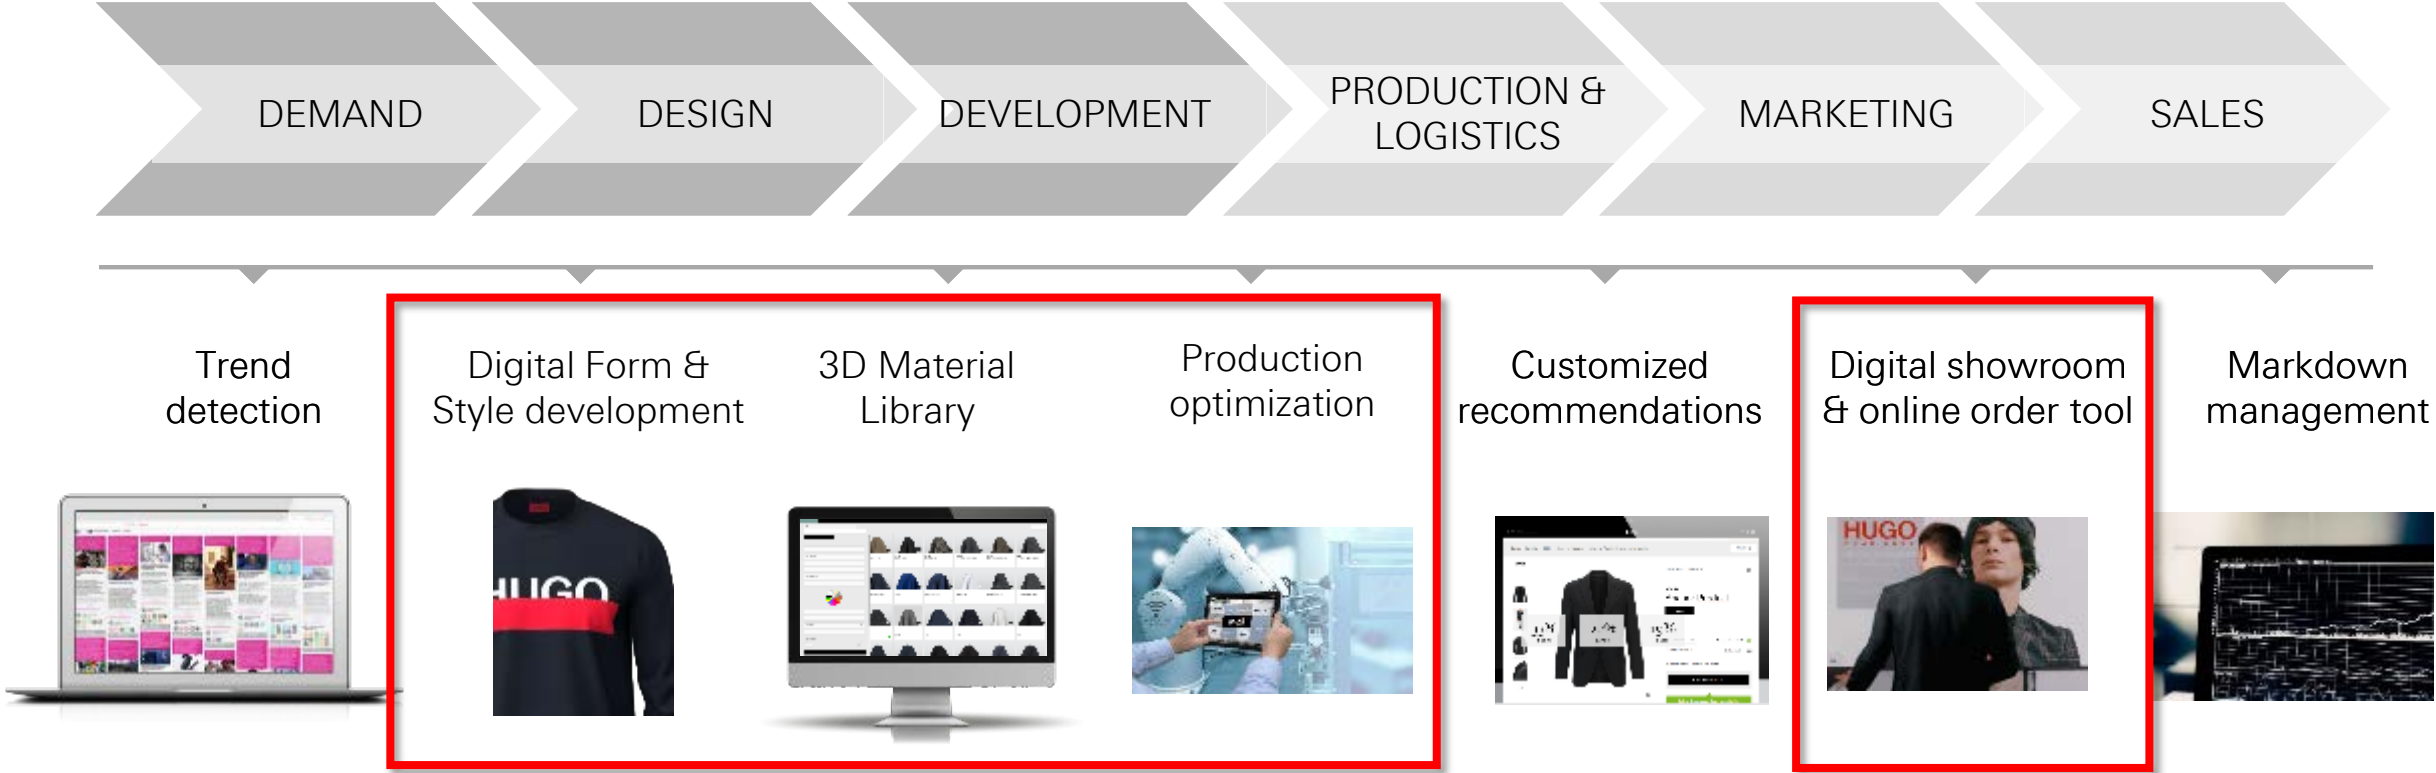 DEMAND
DESIGN
DEVELOPMENT
PRODUCTION &
LOGISTICS
MARKETING
SALES
Trend
detection
Digital Form &
Style development
3D Material
Library
Production
optimization
Customized
recommendations
Digital showroom
& online order tool
Markdown
management
HUGO
HUGO